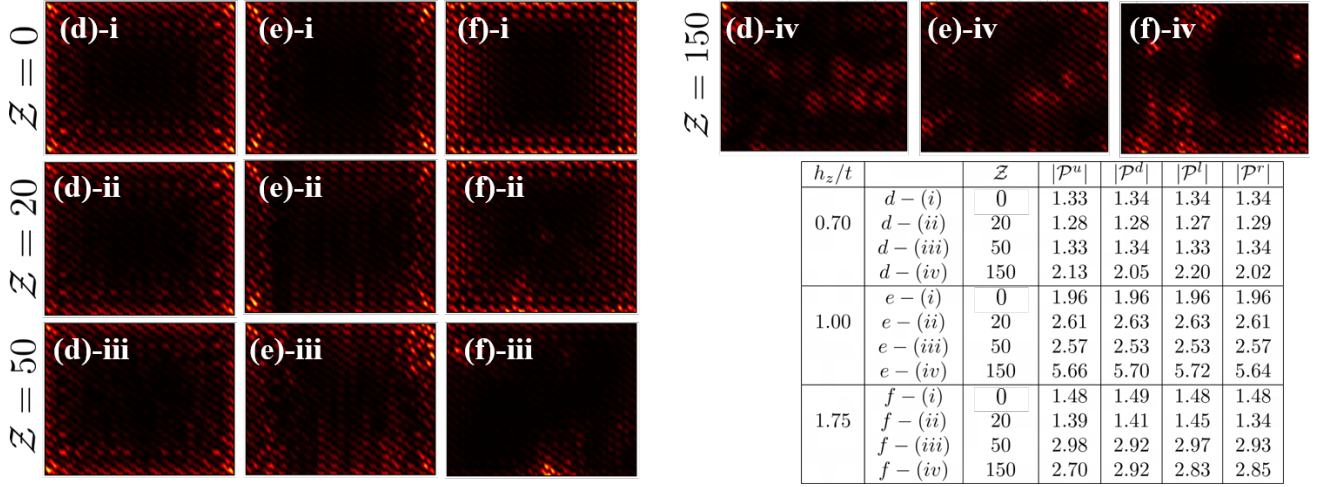 Z = 0
(d)-i (e)-i (f)-i
Z = 20
(d)-ii (e)-ii (f)-ii
Z = 50
(d)-iii (e)-iii (f)-iii
Z = 150
(d)-iv (e)-iv (f)-iv
h_z/t Z |P^u| |P^d| |P^l| |P^r|
d − (i) 0 1.33 1.34 1.34 1.34
0.70 d − (ii) 20 1.28 1.28 1.27 1.29
d − (iii) 50 1.33 1.34 1.33 1.34
d − (iv) 150 2.13 2.05 2.20 2.02
e − (i) 0 1.96 1.96 1.96 1.96
1.00 e − (ii) 20 2.61 2.63 2.63 2.61
e − (iii) 50 2.57 2.53 2.53 2.57
e − (iv) 150 5.66 5.70 5.72 5.64
f − (i) 0 1.48 1.49 1.48 1.48
1.75 f − (ii) 20 1.39 1.41 1.45 1.34
f − (iii) 50 2.98 2.92 2.97 2.93
f − (iv) 150 2.70 2.92 2.83 2.85